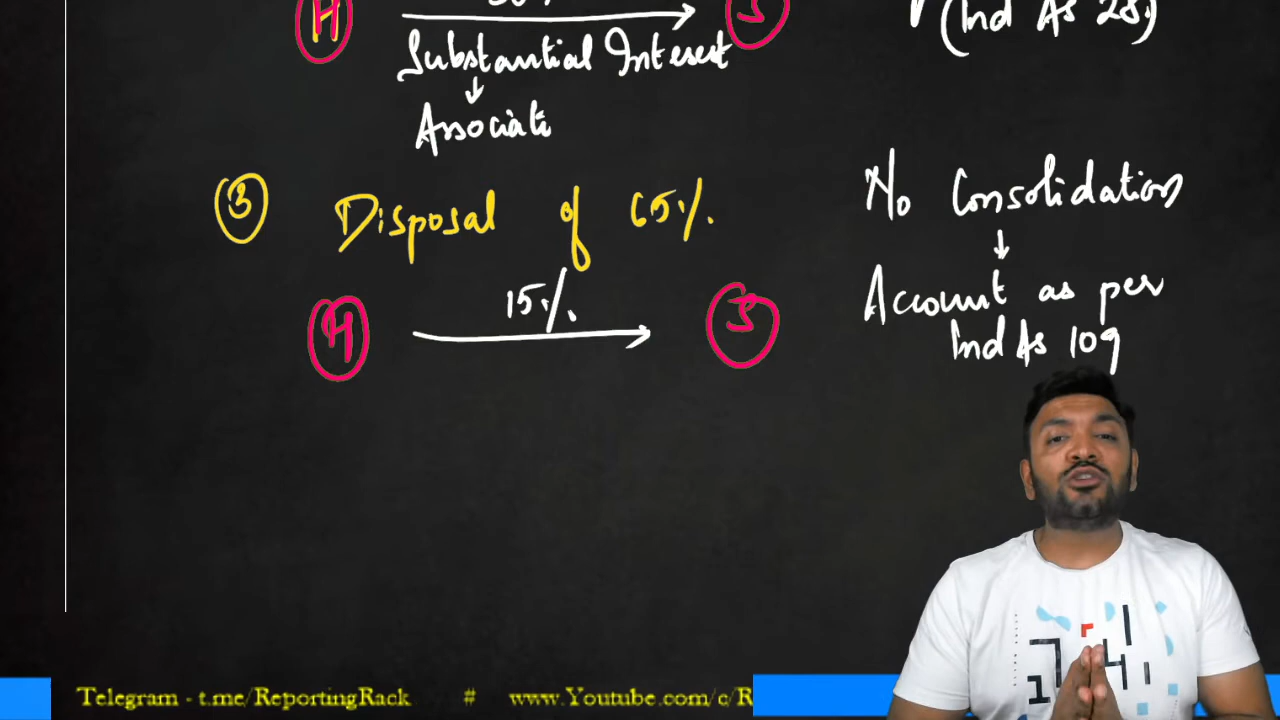 H
S
(Ind As 28)
Substantial Interest
↓
Associate
③ Disposal of 65%.
No Consolidation
↓
15%.
H
S
Account as per
Ind As 109
Telegram - t.me/ReportingRack # www.Youtube.com/c/R